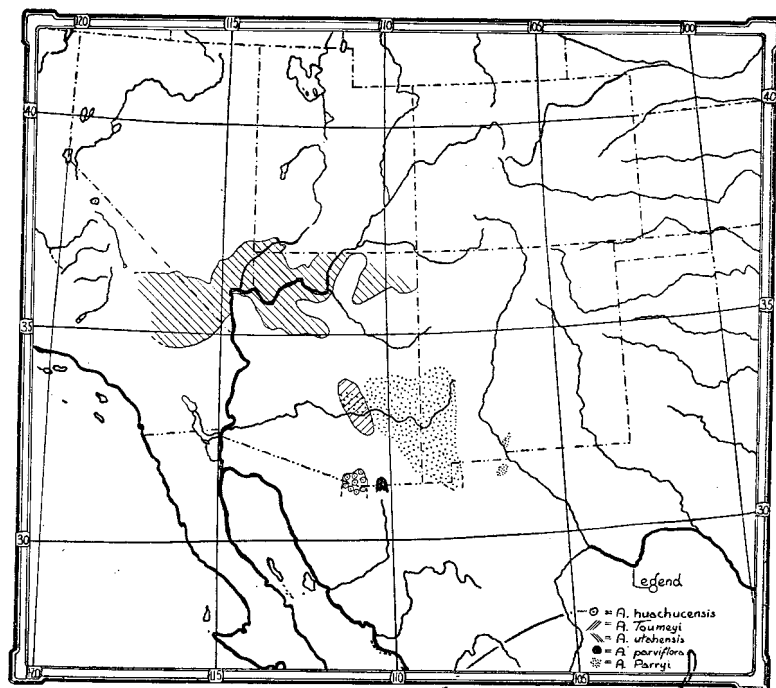 120 115 110 105 100
40 40
35 35
30 30
Legend
= A. huachucensis
= A. Toumeyi
= A. utahensis
= A. parviflora
= A. Parryi
120 115 110 105